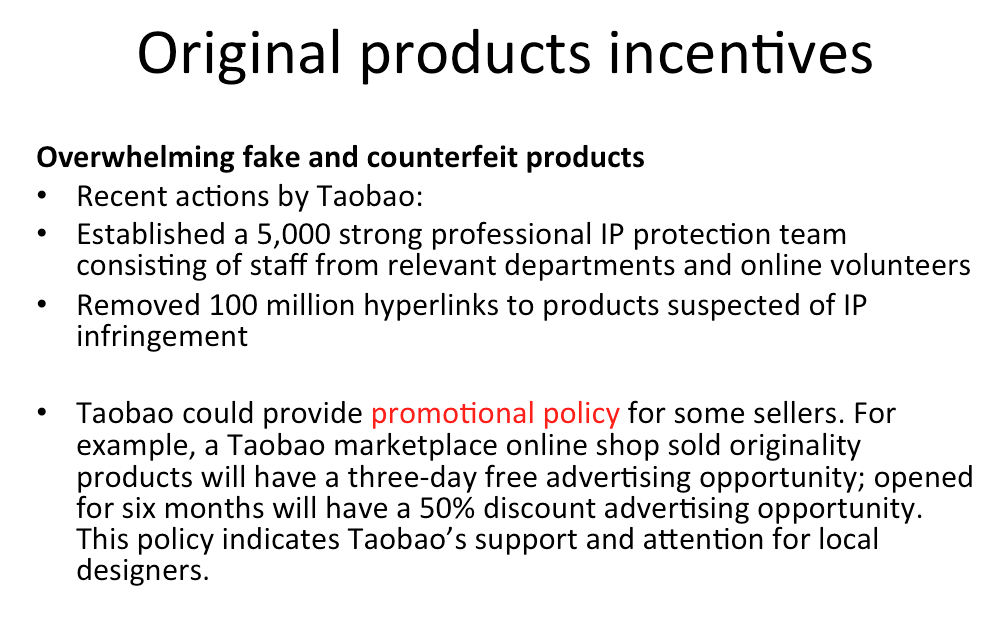 Original products incentives
Overwhelming fake and counterfeit products
• Recent actions by Taobao:
• Established a 5,000 strong professional IP protection team
consisting of staff from relevant departments and online volunteers
• Removed 100 million hyperlinks to products suspected of IP
infringement
• Taobao could provide promotional policy for some sellers. For
example, a Taobao marketplace online shop sold originality
products will have a three-day free advertising opportunity; opened
for six months will have a 50% discount advertising opportunity.
This policy indicates Taobao’s support and attention for local
designers.